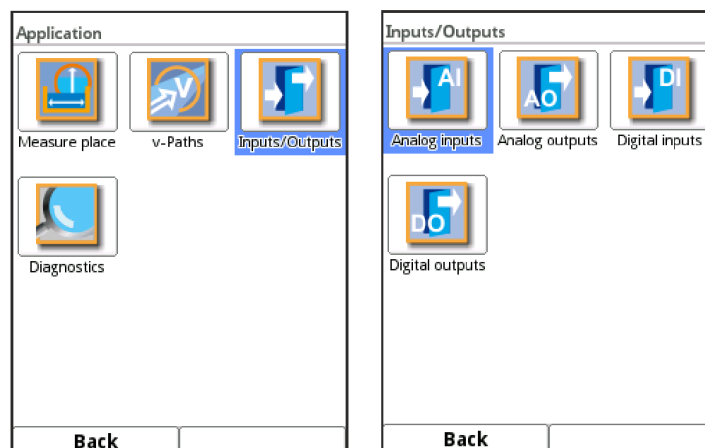 Application
Measure place
v-Paths
Inputs/Outputs
Diagnostics
Back
Inputs/Outputs
AI
AO
DI
Analog inputs
Analog outputs
Digital inputs
DO
Digital outputs
Back